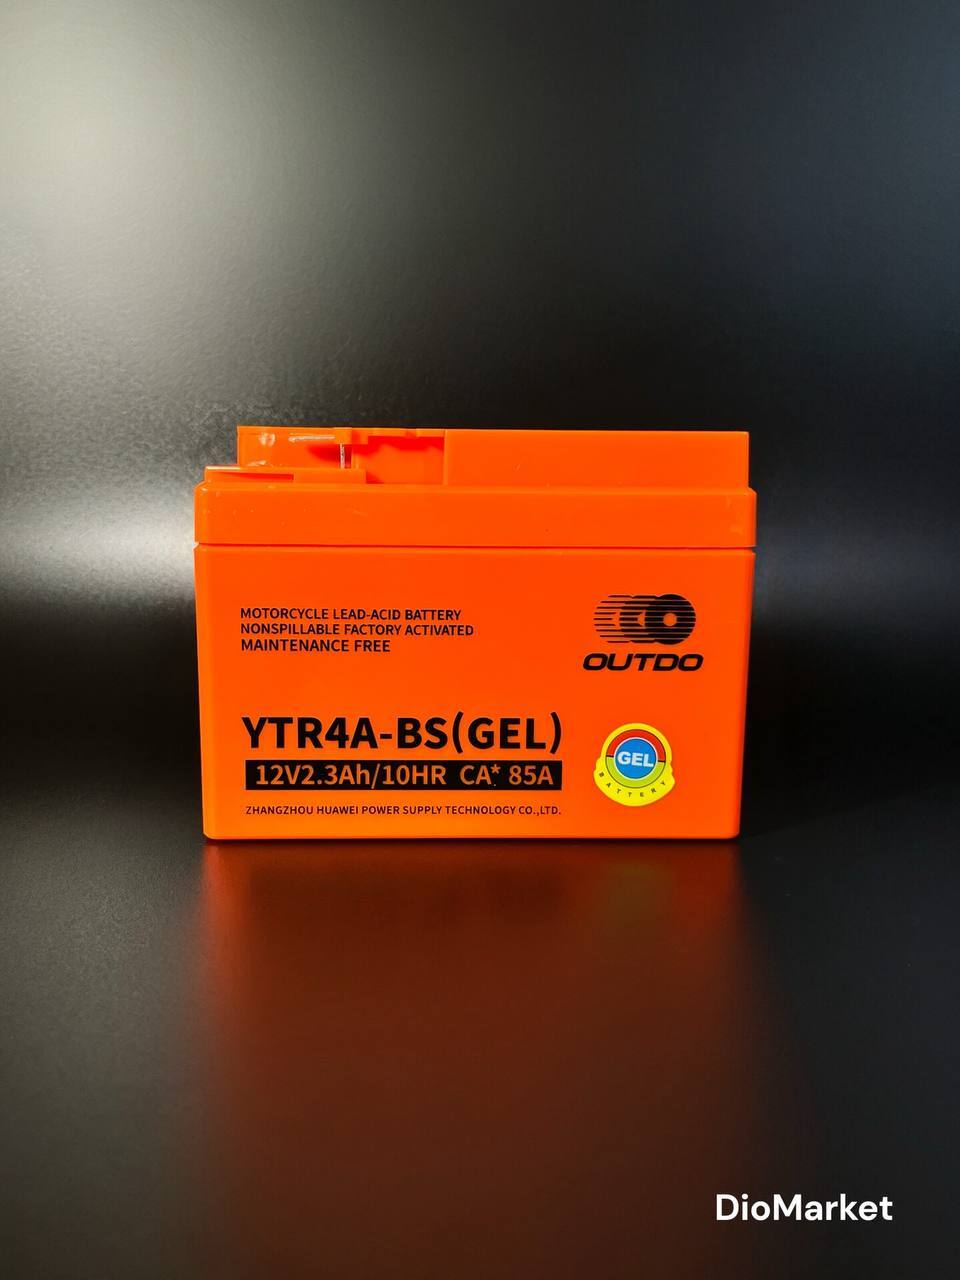 MOTORCYCLE LEAD-ACID BATTERY
NONSPILLABLE FACTORY ACTIVATED
MAINTENANCE FREE
OUTDO
YTR4A-BS(GEL)
12V2.3Ah/10HR CA* 85A
GEL
BATTERY
ZHANGZHOU HUAWEI POWER SUPPLY TECHNOLOGY CO.,LTD.
DioMarket